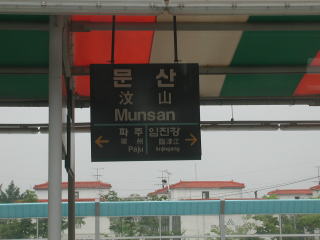 문산
汶山
Munsan
파주 임진강
坡州 臨津江
Paju Imjingang